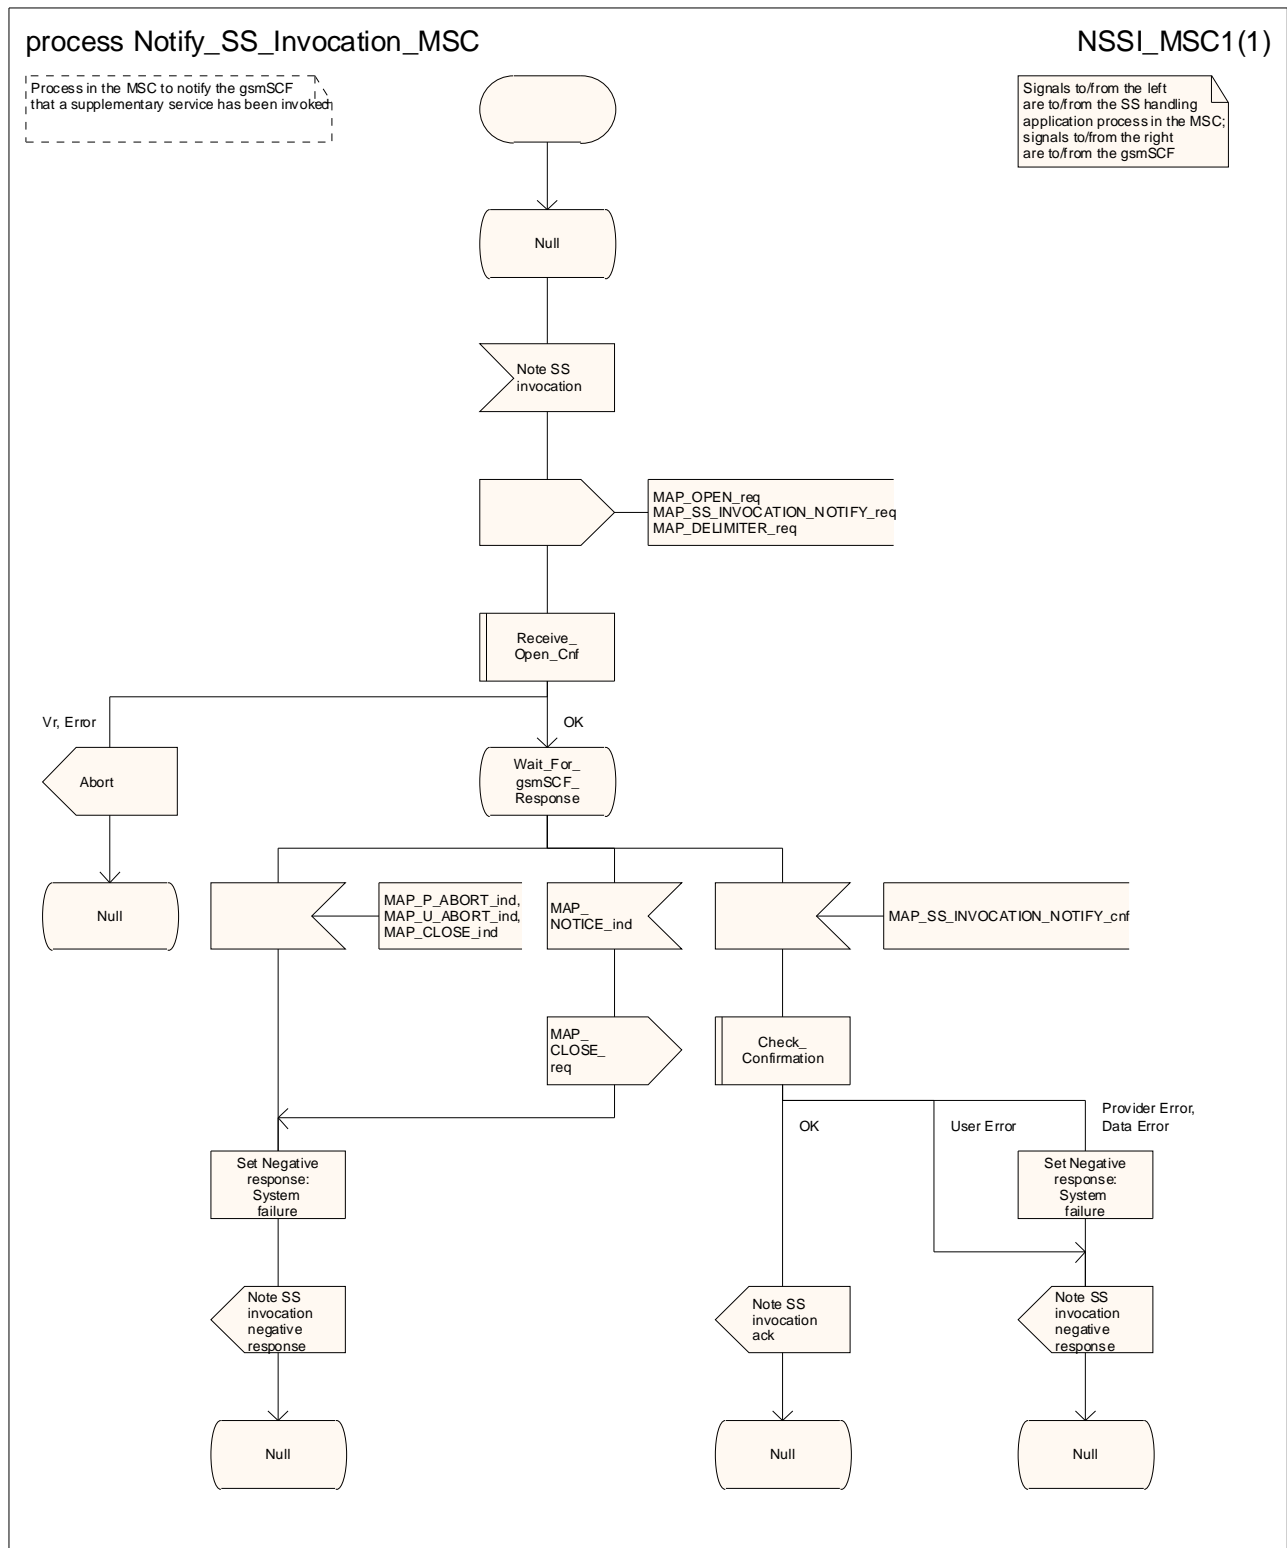 process Notify_SS_Invocation_MSC
NSSI_MSC1(1)
Process in the MSC to notify the gsmSCF
that a supplementary service has been invoked
Signals to/from the left
are to/from the SS handling
application process in the MSC;
signals to/from the right
are to/from the gsmSCF
Null
Note SS
invocation
MAP_OPEN_req
MAP_SS_INVOCATION_NOTIFY_req
MAP_DELIMITER_req
Receive_
Open_Cnf
Vr, Error
OK
Abort
Wait_For_
gsmSCF_
Response
Null
MAP_P_ABORT_ind,
MAP_U_ABORT_ind,
MAP_CLOSE_ind
MAP_
NOTICE_ind
MAP_SS_INVOCATION_NOTIFY_cnf
MAP_
CLOSE_
req
Check_
Confirmation
OK
User Error
Provider Error,
Data Error
Set Negative
response:
System
failure
Set Negative
response:
System
failure
Note SS
invocation
negative
response
Note SS
invocation
ack
Note SS
invocation
negative
response
Null
Null
Null